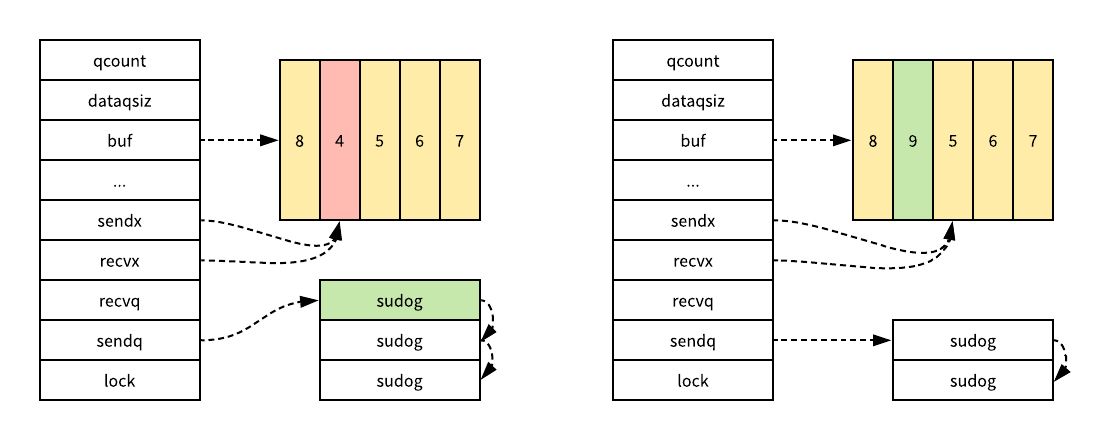 qcount
dataqsiz
buf
...
sendx
recvx
recvq
sendq
lock
8 4 5 6 7
sudog
sudog
sudog
qcount
dataqsiz
buf
...
sendx
recvx
recvq
sendq
lock
8 9 5 6 7
sudog
sudog